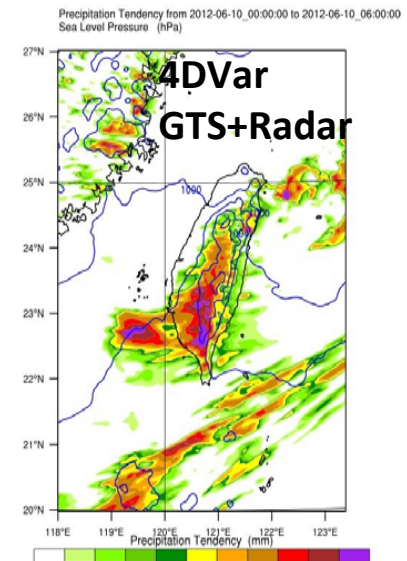 Precipitation Tendency from 2012-06-10_00:00:00 to 2012-06-10_06:00:00
Sea Level Pressure (hPa)
4DVar
GTS+Radar
27°N
26°N
25°N
24°N
23°N
22°N
21°N
20°N
1000
118°E 119°E 120°E 121°E 122°E 123°E
Precipitation Tendency (mm)